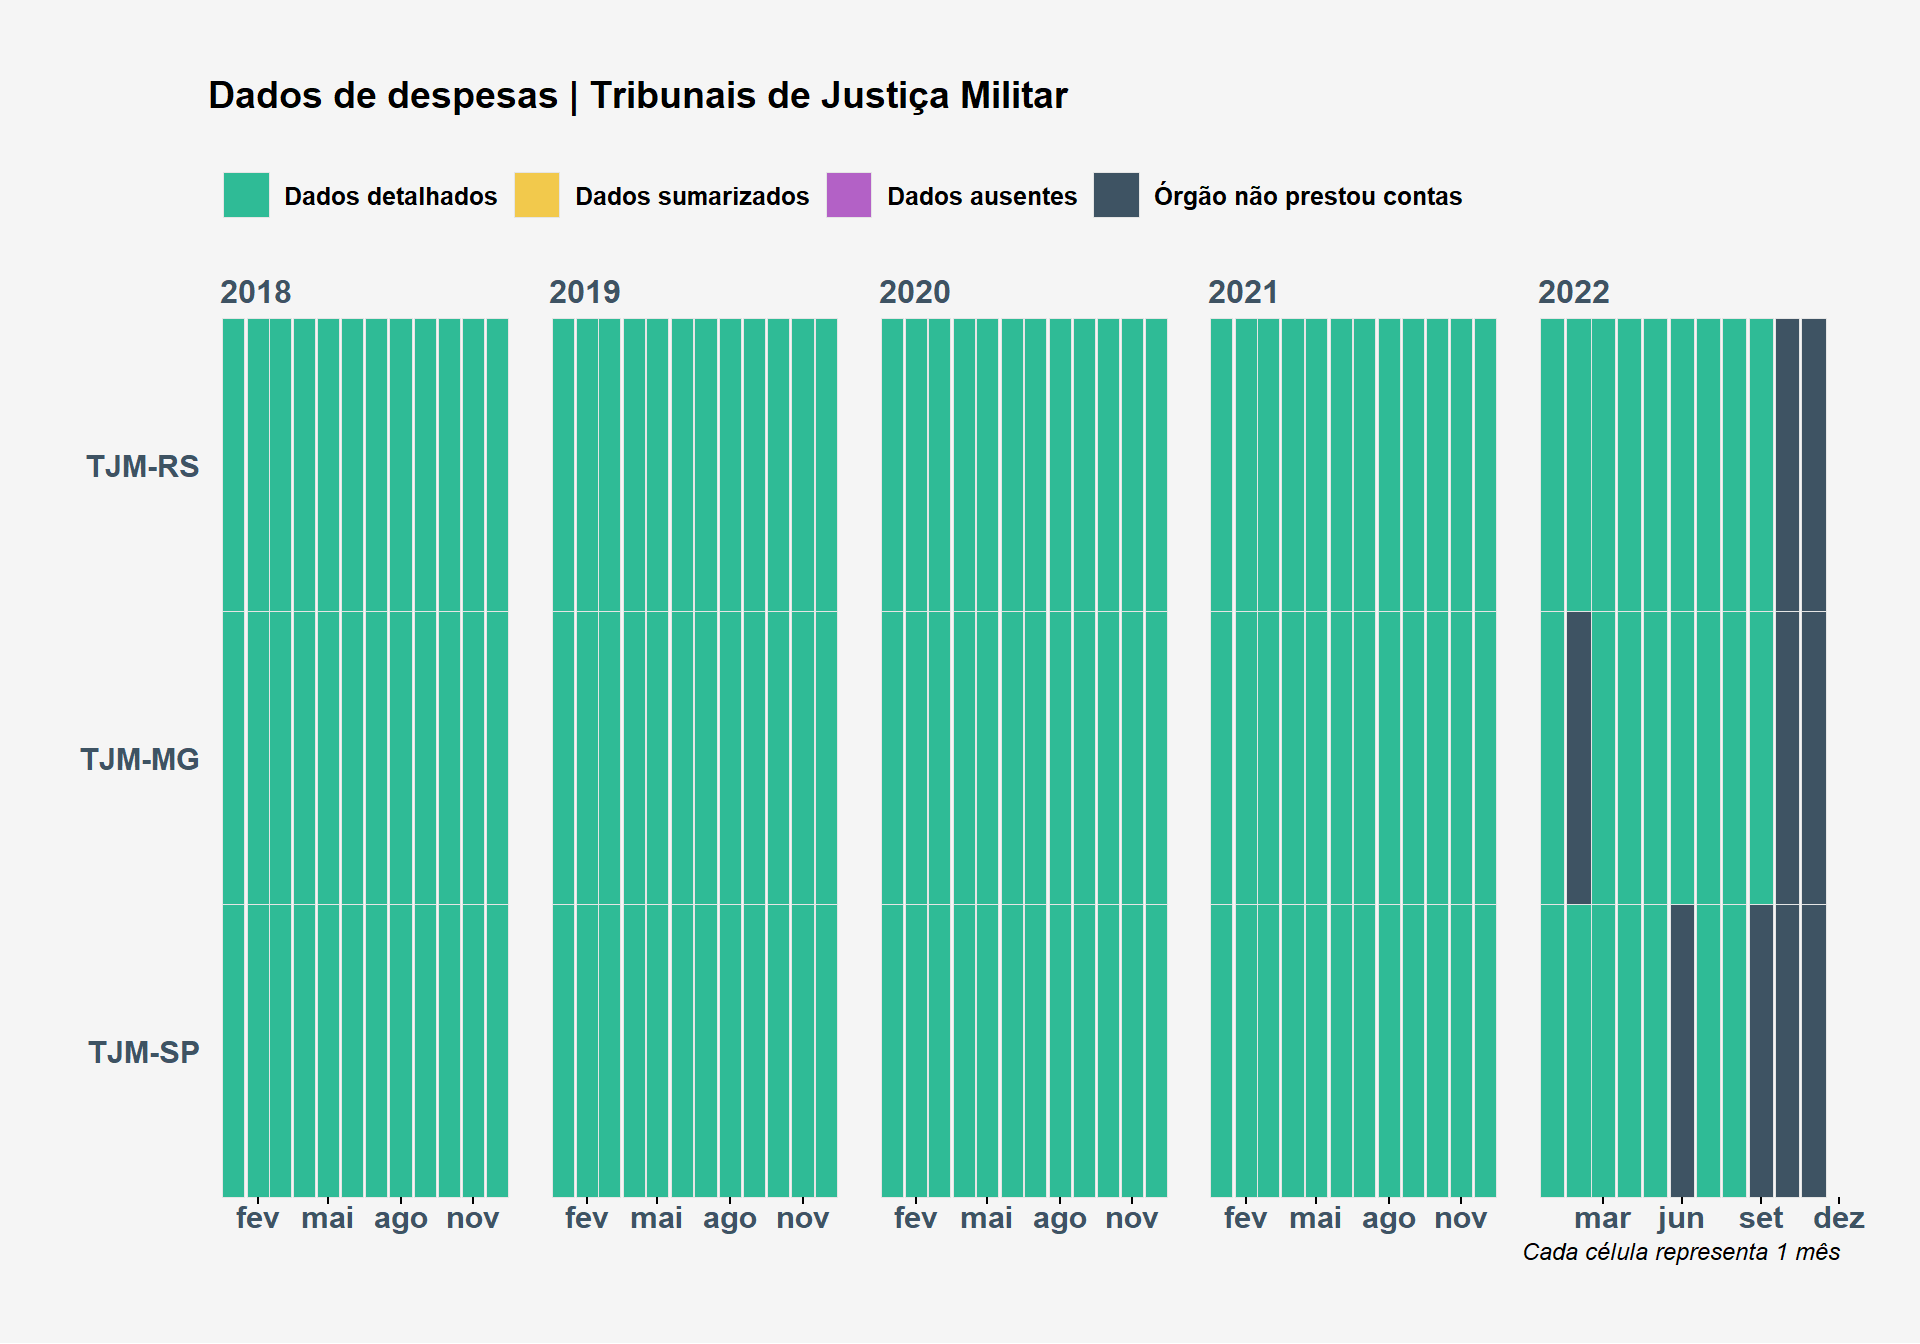 Dados de despesas | Tribunais de Justiça Militar
Dados detalhados Dados sumarizados Dados ausentes Órgão não prestou contas
2018 2019 2020 2021 2022
TJM-RS
TJM-MG
TJM-SP
fev mai ago nov fev mai ago nov fev mai ago nov fev mai ago nov mar jun set dez
Cada célula representa 1 mês